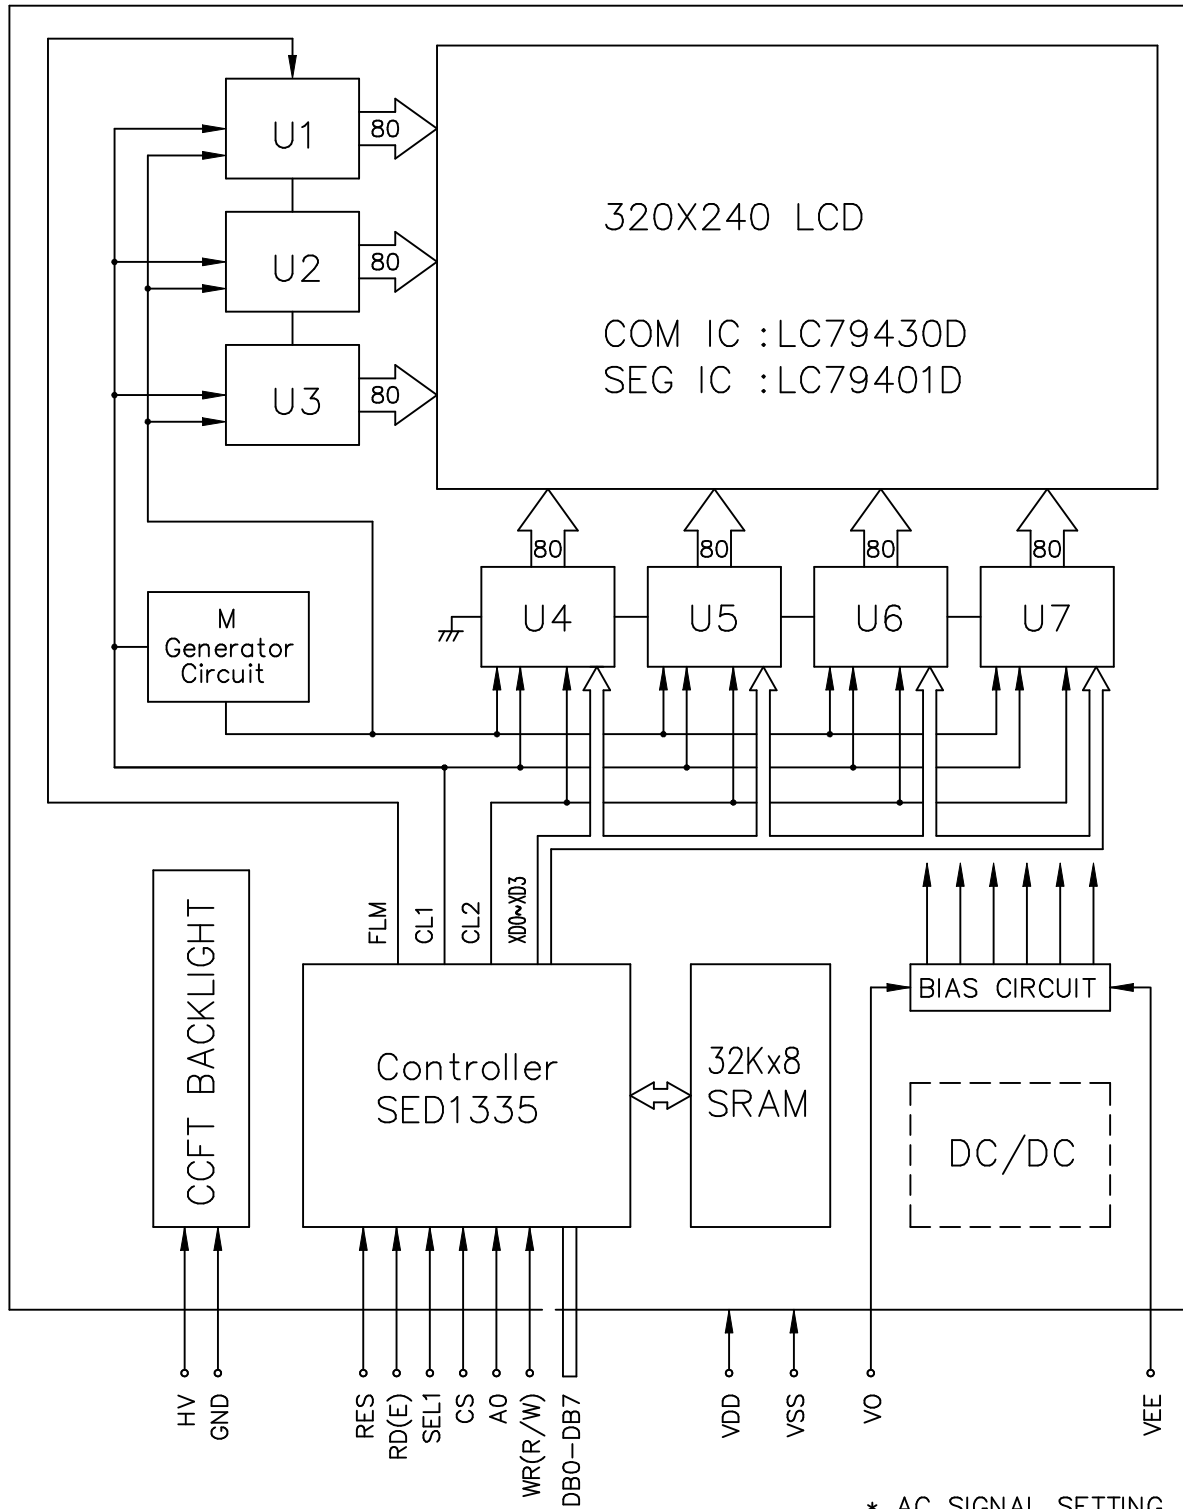 U1
80
U2
80
U3
80
320X240 LCD
COM IC :LC79430D
SEG IC :LC79401D
80
80
80
80
U4
U5
U6
U7
M
Generator
Circuit
FLM
CL1
CL2
XD0~XD3
CCFT BACKLIGHT
Controller
SED1335
32Kx8
SRAM
BIAS CIRCUIT
DC/DC
HV
GND
RES
RD(E)
SEL1
CS
A0
WR(R/W)
DB0-DB7
VDD
VSS
VO
VEE
* AC SIGNAL SETTING